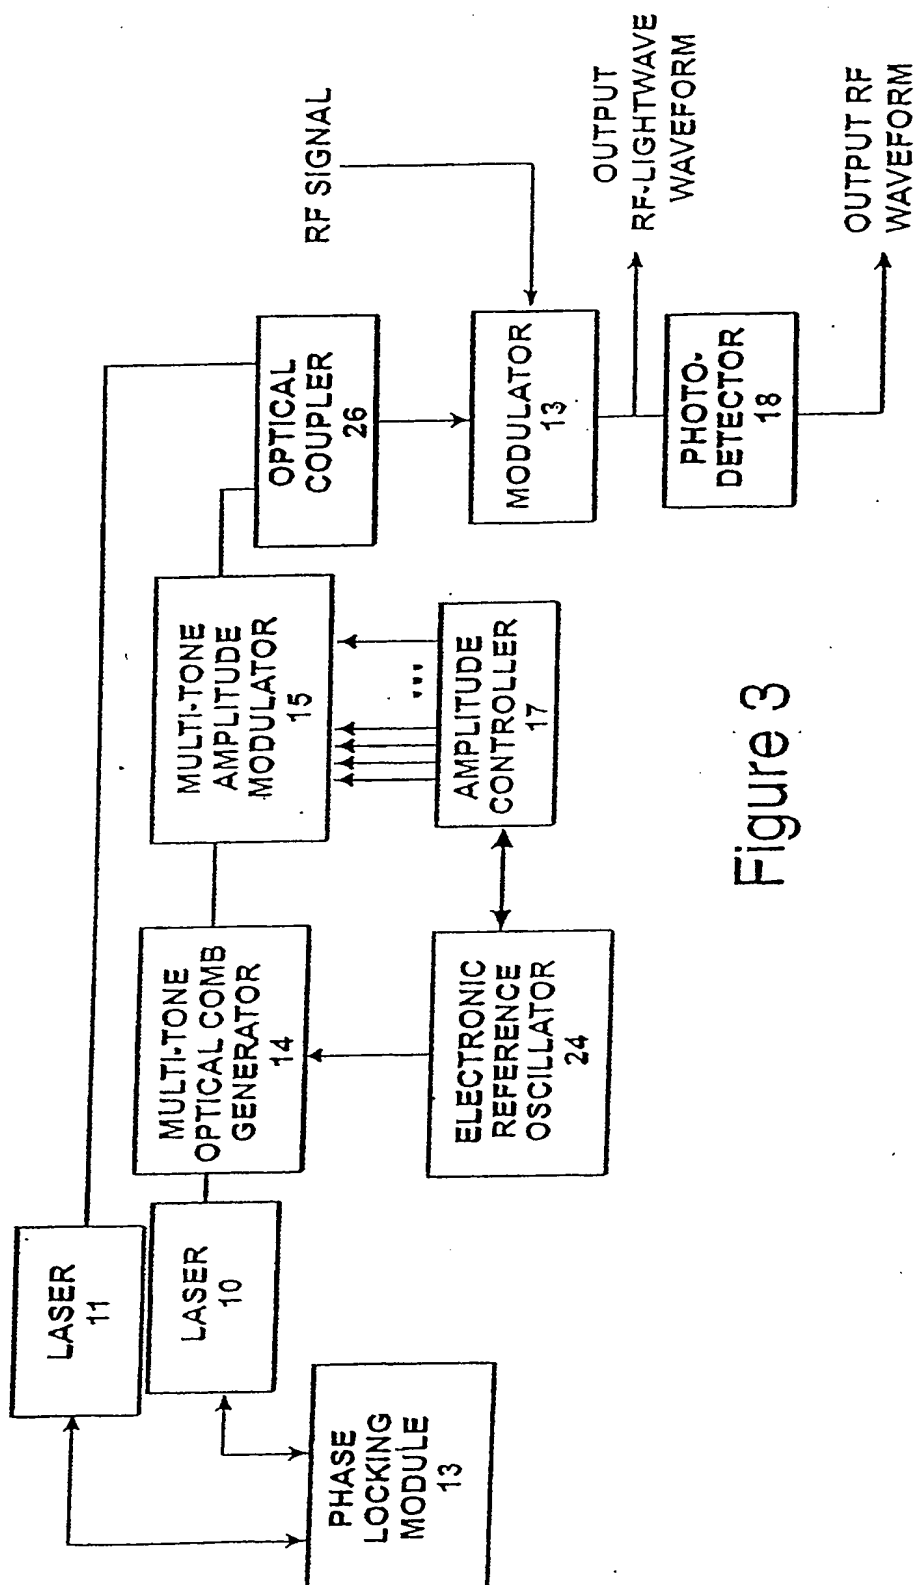 LASER
11
LASER
10
PHASE
LOCKING
MODULE
13
MULTI-TONE
OPTICAL COMB
GENERATOR
14
ELECTRONIC
REFERENCE
OSCILLATOR
24
MULTI-TONE
AMPLITUDE
MODULATOR
15
...
AMPLITUDE
CONTROLLER
17
OPTICAL
COUPLER
26
RF SIGNAL
MODULATOR
13
OUTPUT
RF-LIGHTWAVE
WAVEFORM
PHOTO-
DETECTOR
18
OUTPUT RF
WAVEFORM
Figure 3